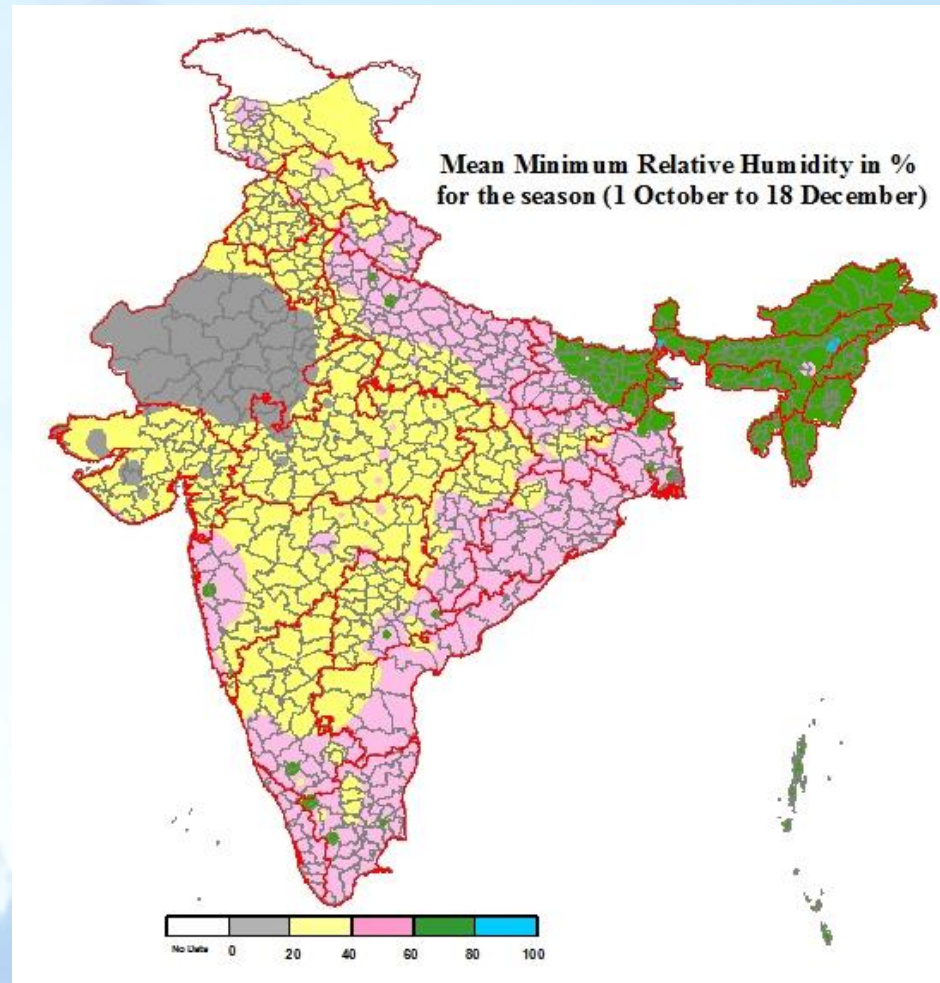 Mean Minimum Relative Humidity in %
for the season (1 October to 18 December)
No Data 0 20 40 60 80 100